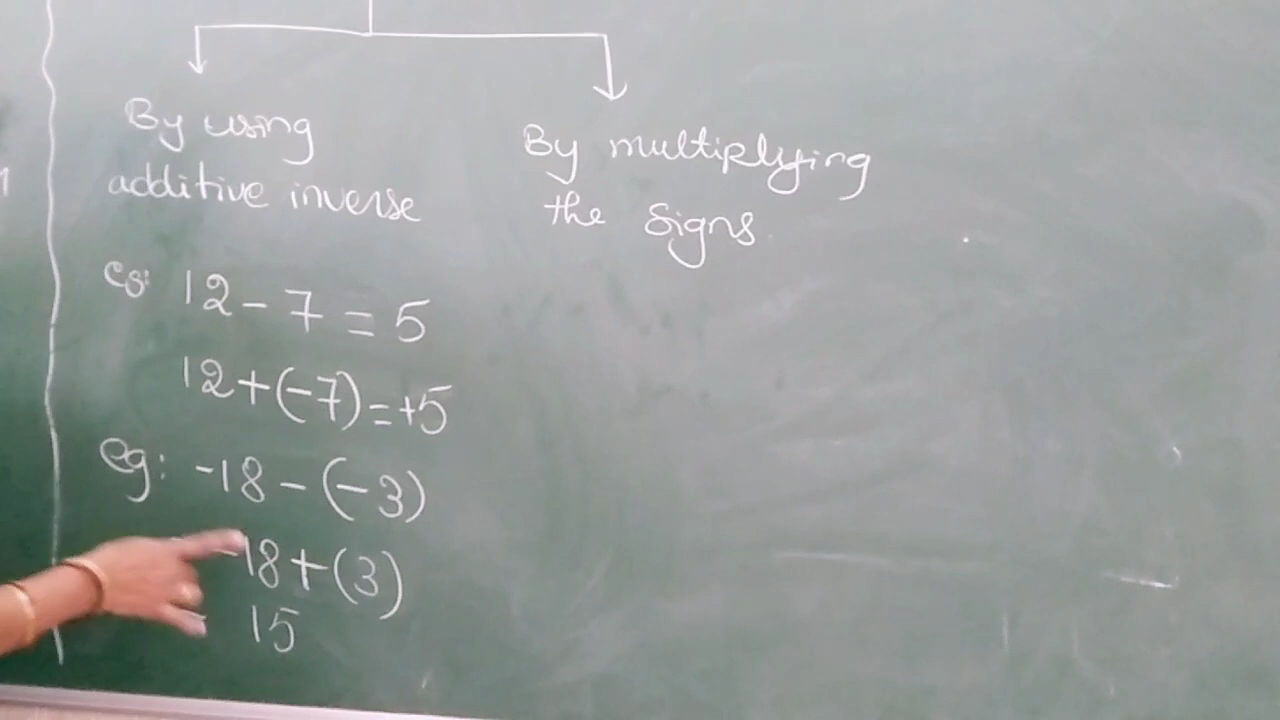 By using
additive inverse
eg: 12 - 7 = 5
12 + (-7) = +5
eg: -18 - (-3)
-18 + (3)
15
By multiplying
the signs.